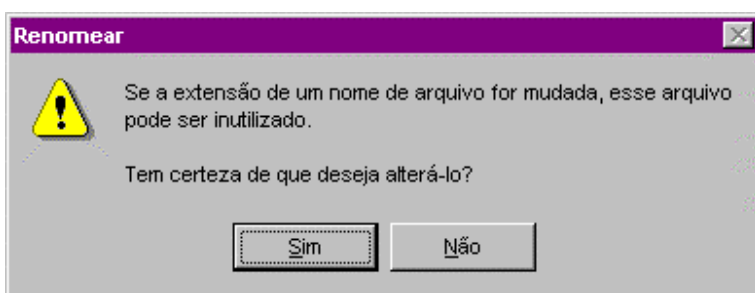 Renomear
Se a extensão de um nome de arquivo for mudada, esse arquivo
pode ser inutilizado.
Tem certeza de que deseja alterá-lo?
Sim Não